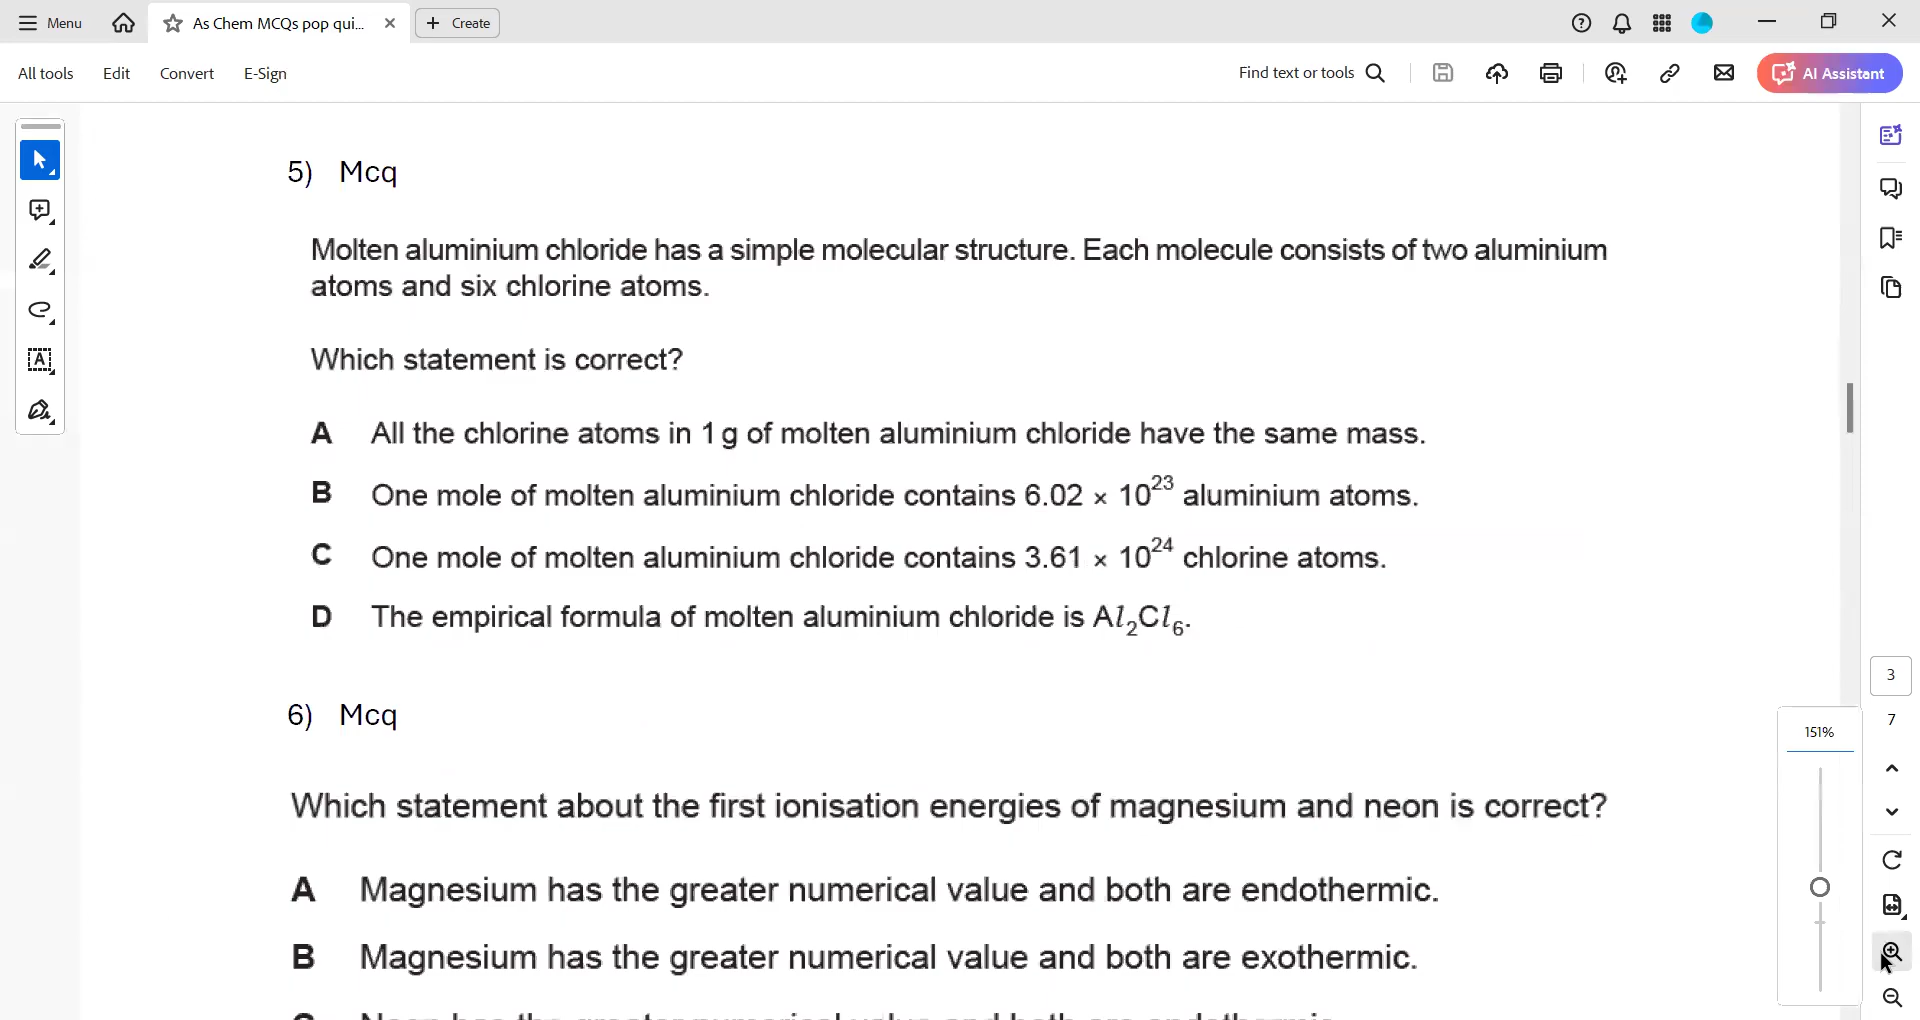 Menu
As Chem MCQs pop qui...
Create
All tools
Edit
Convert
E-Sign
Find text or tools
AI Assistant
5) Mcq
Molten aluminium chloride has a simple molecular structure. Each molecule consists of two aluminium
atoms and six chlorine atoms.
Which statement is correct?
A All the chlorine atoms in 1 g of molten aluminium chloride have the same mass.
B One mole of molten aluminium chloride contains 6.02 × 10²³ aluminium atoms.
C One mole of molten aluminium chloride contains 3.61 × 10²⁴ chlorine atoms.
D The empirical formula of molten aluminium chloride is Al₂Cl₆.
6) Mcq
Which statement about the first ionisation energies of magnesium and neon is correct?
A Magnesium has the greater numerical value and both are endothermic.
B Magnesium has the greater numerical value and both are exothermic.
3
7
151%